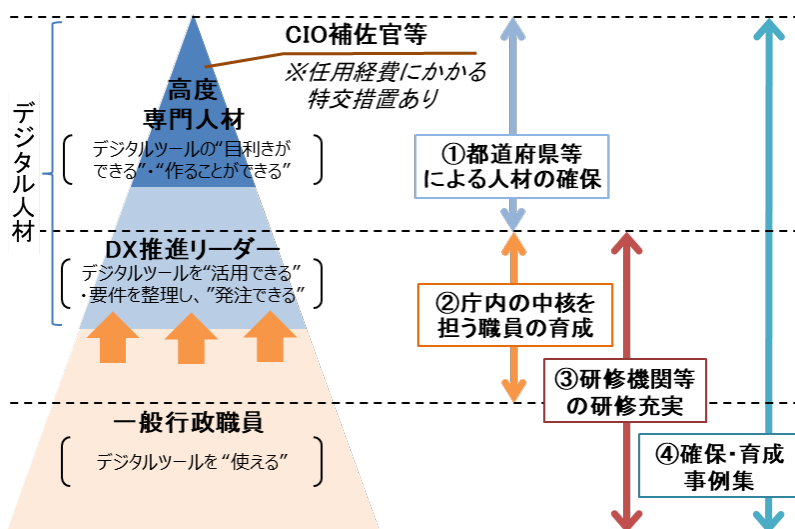 CIO補佐官等
※任用経費にかかる
特交措置あり
デジタル人材
高度
専門人材
デジタルツールの“目利きが
できる”・“作ることができる”
DX推進リーダー
デジタルツールを“活用できる”
・要件を整理し、”発注できる”
一般行政職員
デジタルツールを“使える”
①都道府県等
による人材の確保
②庁内の中核を
担う職員の育成
③研修機関等
の研修充実
④確保・育成
事例集